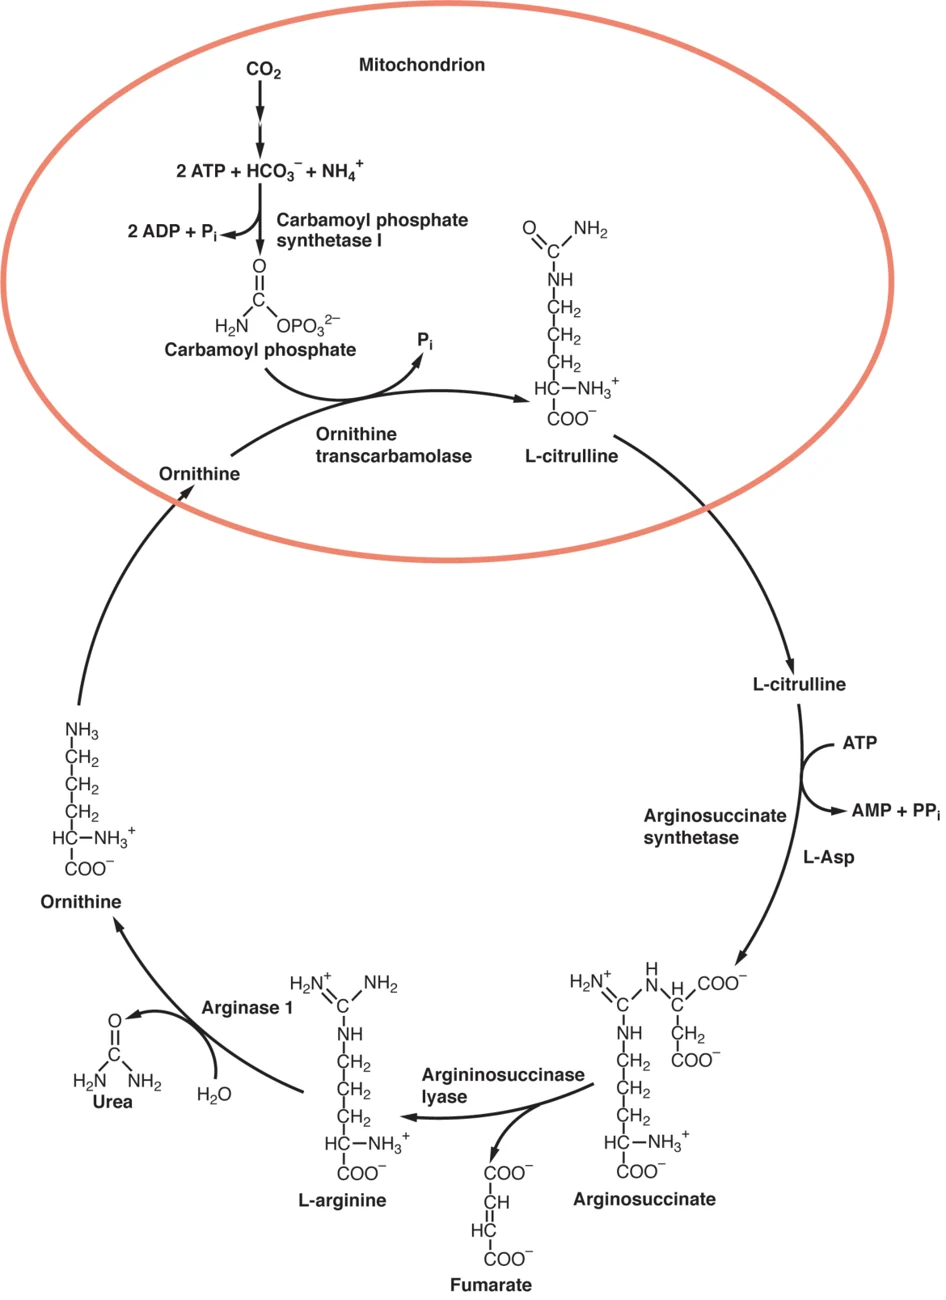 CO₂
Mitochondrion
2 ATP + HCO₃⁻ + NH₄⁺
2 ADP + Pᵢ
Carbamoyl phosphate
synthetase I
O
C
H₂N
OPO₃²⁻
Carbamoyl phosphate
Pᵢ
O
NH₂
C
NH
CH₂
CH₂
CH₂
HC–NH₃⁺
COO⁻
L-citrulline
Ornithine
transcarbamolase
Ornithine
L-citrulline
ATP
AMP + PPᵢ
Arginosuccinate
synthetase
L-Asp
NH₃
CH₂
CH₂
CH₂
HC–NH₃⁺
COO⁻
Ornithine
H₂N⁺
H
N
H
C
COO⁻
C
CH₂
COO⁻
NH
CH₂
CH₂
CH₂
HC–NH₃⁺
COO⁻
Arginosuccinate
Argininosuccinase
lyase
COO⁻
CH
HC
COO⁻
Fumarate
H₂N⁺
NH₂
C
NH
CH₂
CH₂
CH₂
HC–NH₃⁺
COO⁻
L-arginine
Arginase 1
H₂O
O
C
H₂N
NH₂
Urea